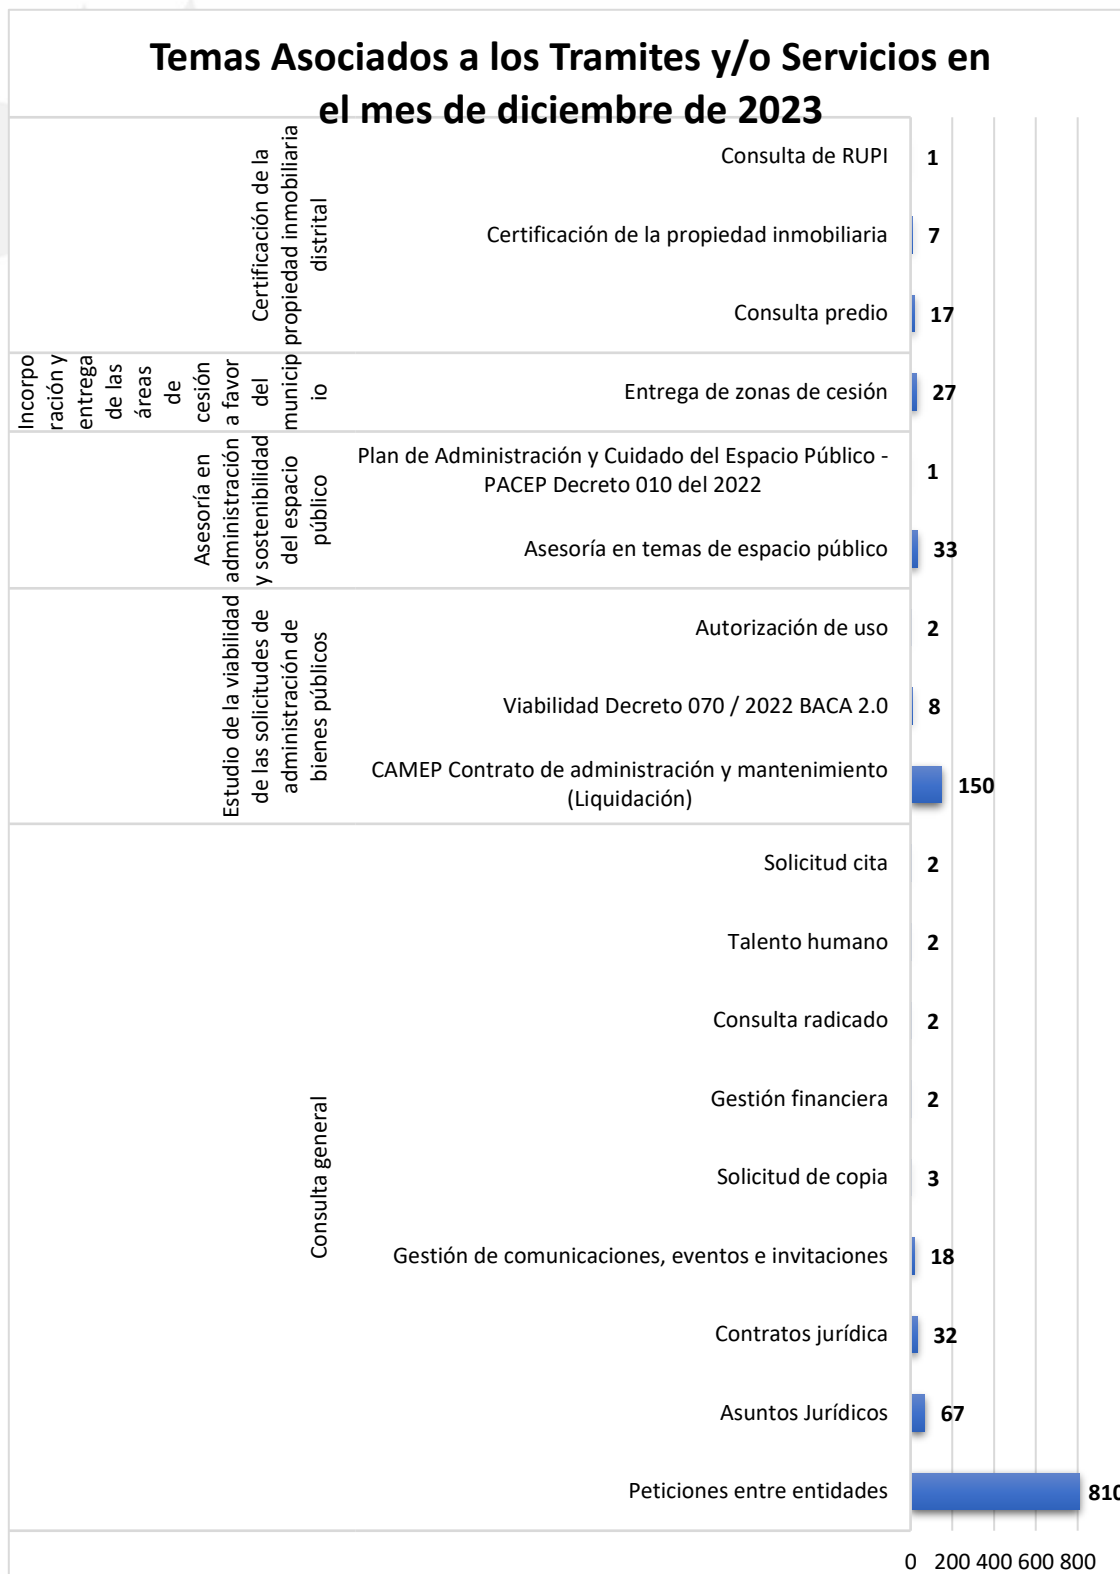 Temas Asociados a los Tramites y/o Servicios en
el mes de diciembre de 2023
Certificación de la
propiedad inmobiliaria
distrital
Consulta de RUPI 1
Certificación de la propiedad inmobiliaria 7
Consulta predio 17
Incorpo
ración y
entrega
de las
áreas
de
cesión
a favor
del
municip
io
Entrega de zonas de cesión 27
Asesoría en
administración
y sostenibilidad
del espacio
público
Plan de Administración y Cuidado del Espacio Público -
PACEP Decreto 010 del 2022 1
Asesoría en temas de espacio público 33
Estudio de la viabilidad
de las solicitudes de
administración de
bienes públicos
Autorización de uso 2
Viabilidad Decreto 070 / 2022 BACA 2.0 8
CAMEP Contrato de administración y mantenimiento
(Liquidación) 150
Consulta general
Solicitud cita 2
Talento humano 2
Consulta radicado 2
Gestión financiera 2
Solicitud de copia 3
Gestión de comunicaciones, eventos e invitaciones 18
Contratos jurídica 32
Asuntos Jurídicos 67
Peticiones entre entidades 810
0 200 400 600 800